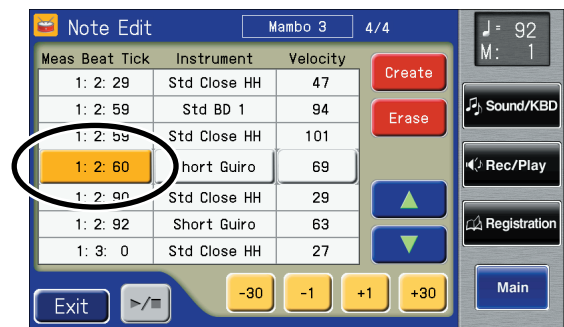 Note Edit Mambo 3 4/4
♩= 92
M: 1
Meas Beat Tick Instrument Velocity
1: 2: 29 Std Close HH 47
1: 2: 59 Std BD 1 94
1: 2: 59 Std Close HH 101
1: 2: 60 hort Guiro 69
1: 2: 90 Std Close HH 29
1: 2: 92 Short Guiro 63
1: 3: 0 Std Close HH 27
Create
Erase
Sound/KBD
Rec/Play
Registration
Main
Exit
-30 -1 +1 +30